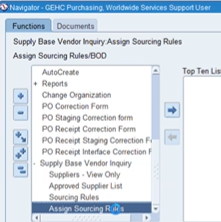 Navigator - GEHC Purchasing, Worldwide Services Support User
Functions
Documents
Supply Base Vendor Inquiry:Assign Sourcing Rules
Assign Sourcing Rules/BOD
Top Ten Lis
AutoCreate
+ Reports
Change Organization
PO Correction Form
PO Staging Correction form
PO Receipt Correction Form
PO Receipt Staging Correction F
PO Receipt Interface Correction F
- Supply Base Vendor Inquiry
Suppliers - View Only
Approved Supplier List
Sourcing Rules
Assign Sourcing Rules